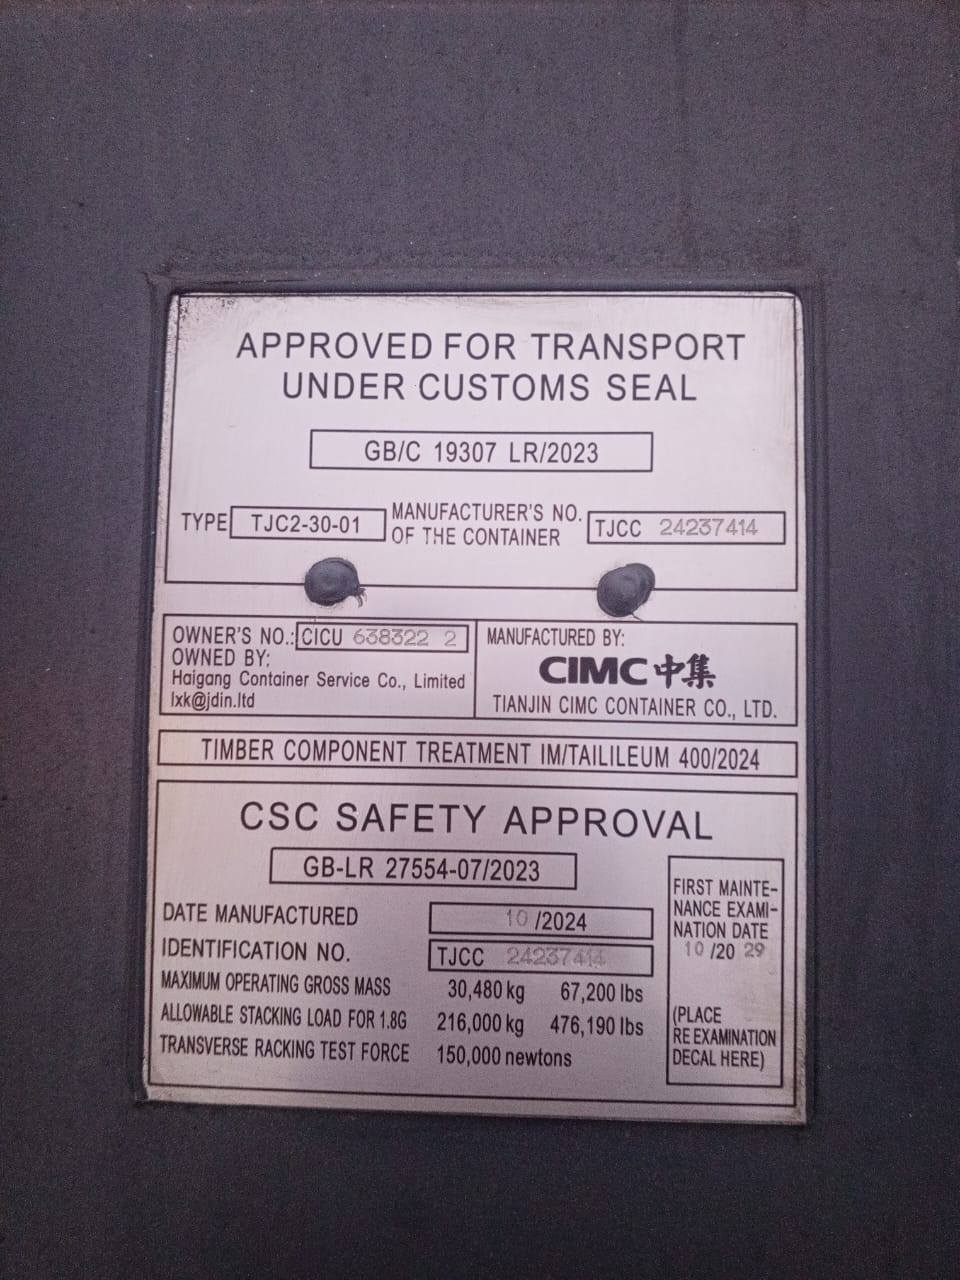 APPROVED FOR TRANSPORT
UNDER CUSTOMS SEAL
GB/C 19307 LR/2023
TYPE TJC2-30-01
MANUFACTURER'S NO.
OF THE CONTAINER
TJCC 24237414
OWNER'S NO.: CICU 638322 2
OWNED BY:
Haigang Container Service Co., Limited
lxk@jdin.ltd
MANUFACTURED BY:
CIMC 中集
TIANJIN CIMC CONTAINER CO., LTD.
TIMBER COMPONENT TREATMENT IM/TAILILEUM 400/2024
CSC SAFETY APPROVAL
GB-LR 27554-07/2023
DATE MANUFACTURED 10 /2024
IDENTIFICATION NO. TJCC 24237414
MAXIMUM OPERATING GROSS MASS 30,480 kg 67,200 lbs
ALLOWABLE STACKING LOAD FOR 1.8G 216,000 kg 476,190 lbs
TRANSVERSE RACKING TEST FORCE 150,000 newtons
FIRST MAINTE-
NANCE EXAMI-
NATION DATE
10 /20 29
(PLACE
RE EXAMINATION
DECAL HERE)